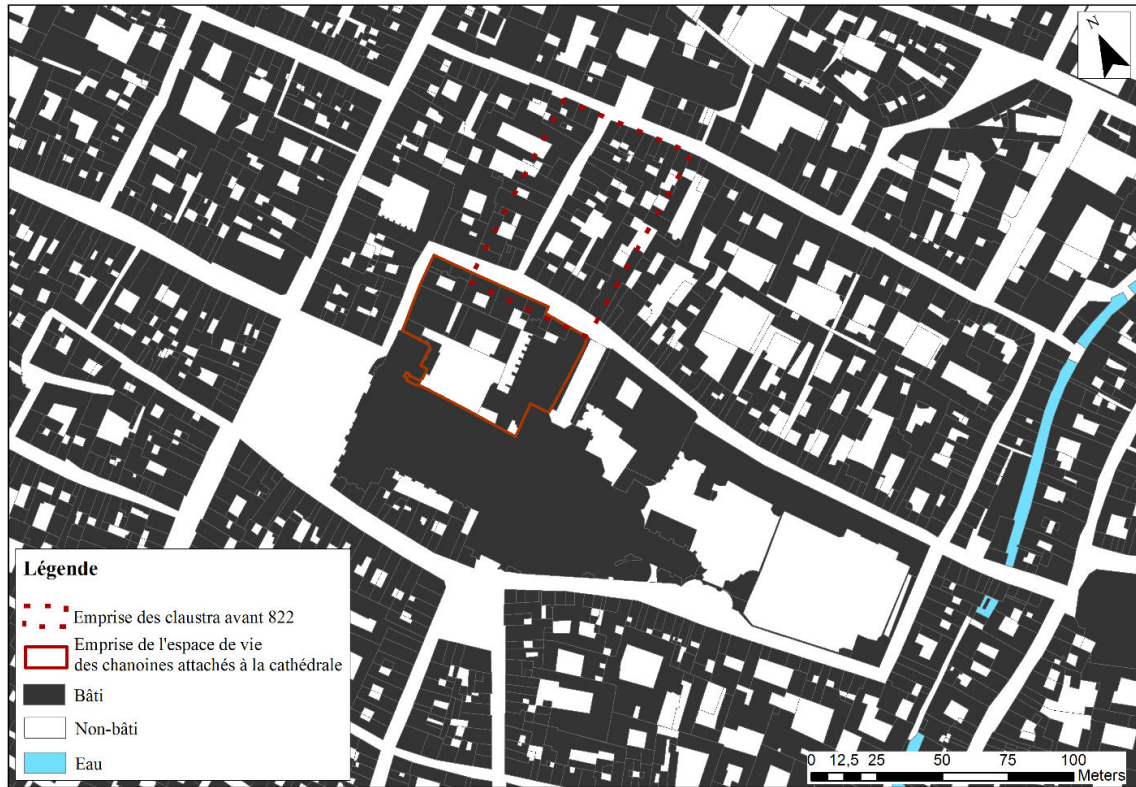 N
Légende
Emprise des claustra avant 822
Emprise de l'espace de vie
des chanoines attachés à la cathédrale
Bâti
Non-bâti
Eau
0 12,5 25 50 75 100
Meters